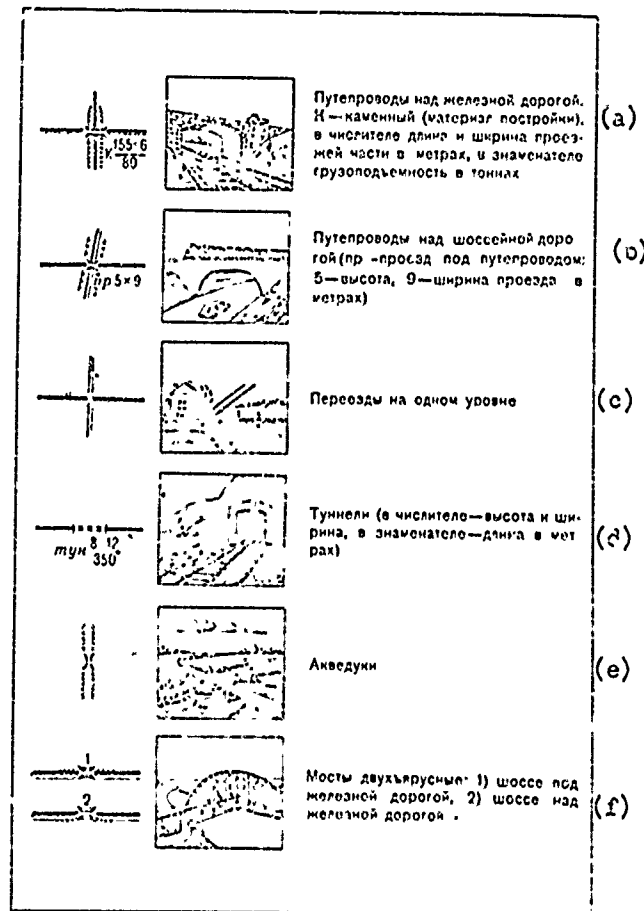 Путепроводы над железной дорогой.
К—каменный (материал постройки),
в числителе длина и ширина проез-
жей части в метрах, в знаменателе
грузоподъемность в тоннах
(a)
К 155·6
80
Путепроводы над шоссейной доро
гой (пр -проезд под путепроводом;
5—высота, 9—ширина проезда в
метрах)
(b)
пр 5×9
Переезды на одном уровне
(c)
Туннели (в числителе—высота и ши-
рина, в знаменателе—длина в мет
рах)
(d)
тун 8 12
350
Акведуки
(e)
1
2
Мосты двухъярусные· 1) шоссе под
железной дорогой, 2) шоссе над
железной дорогой .
(f)